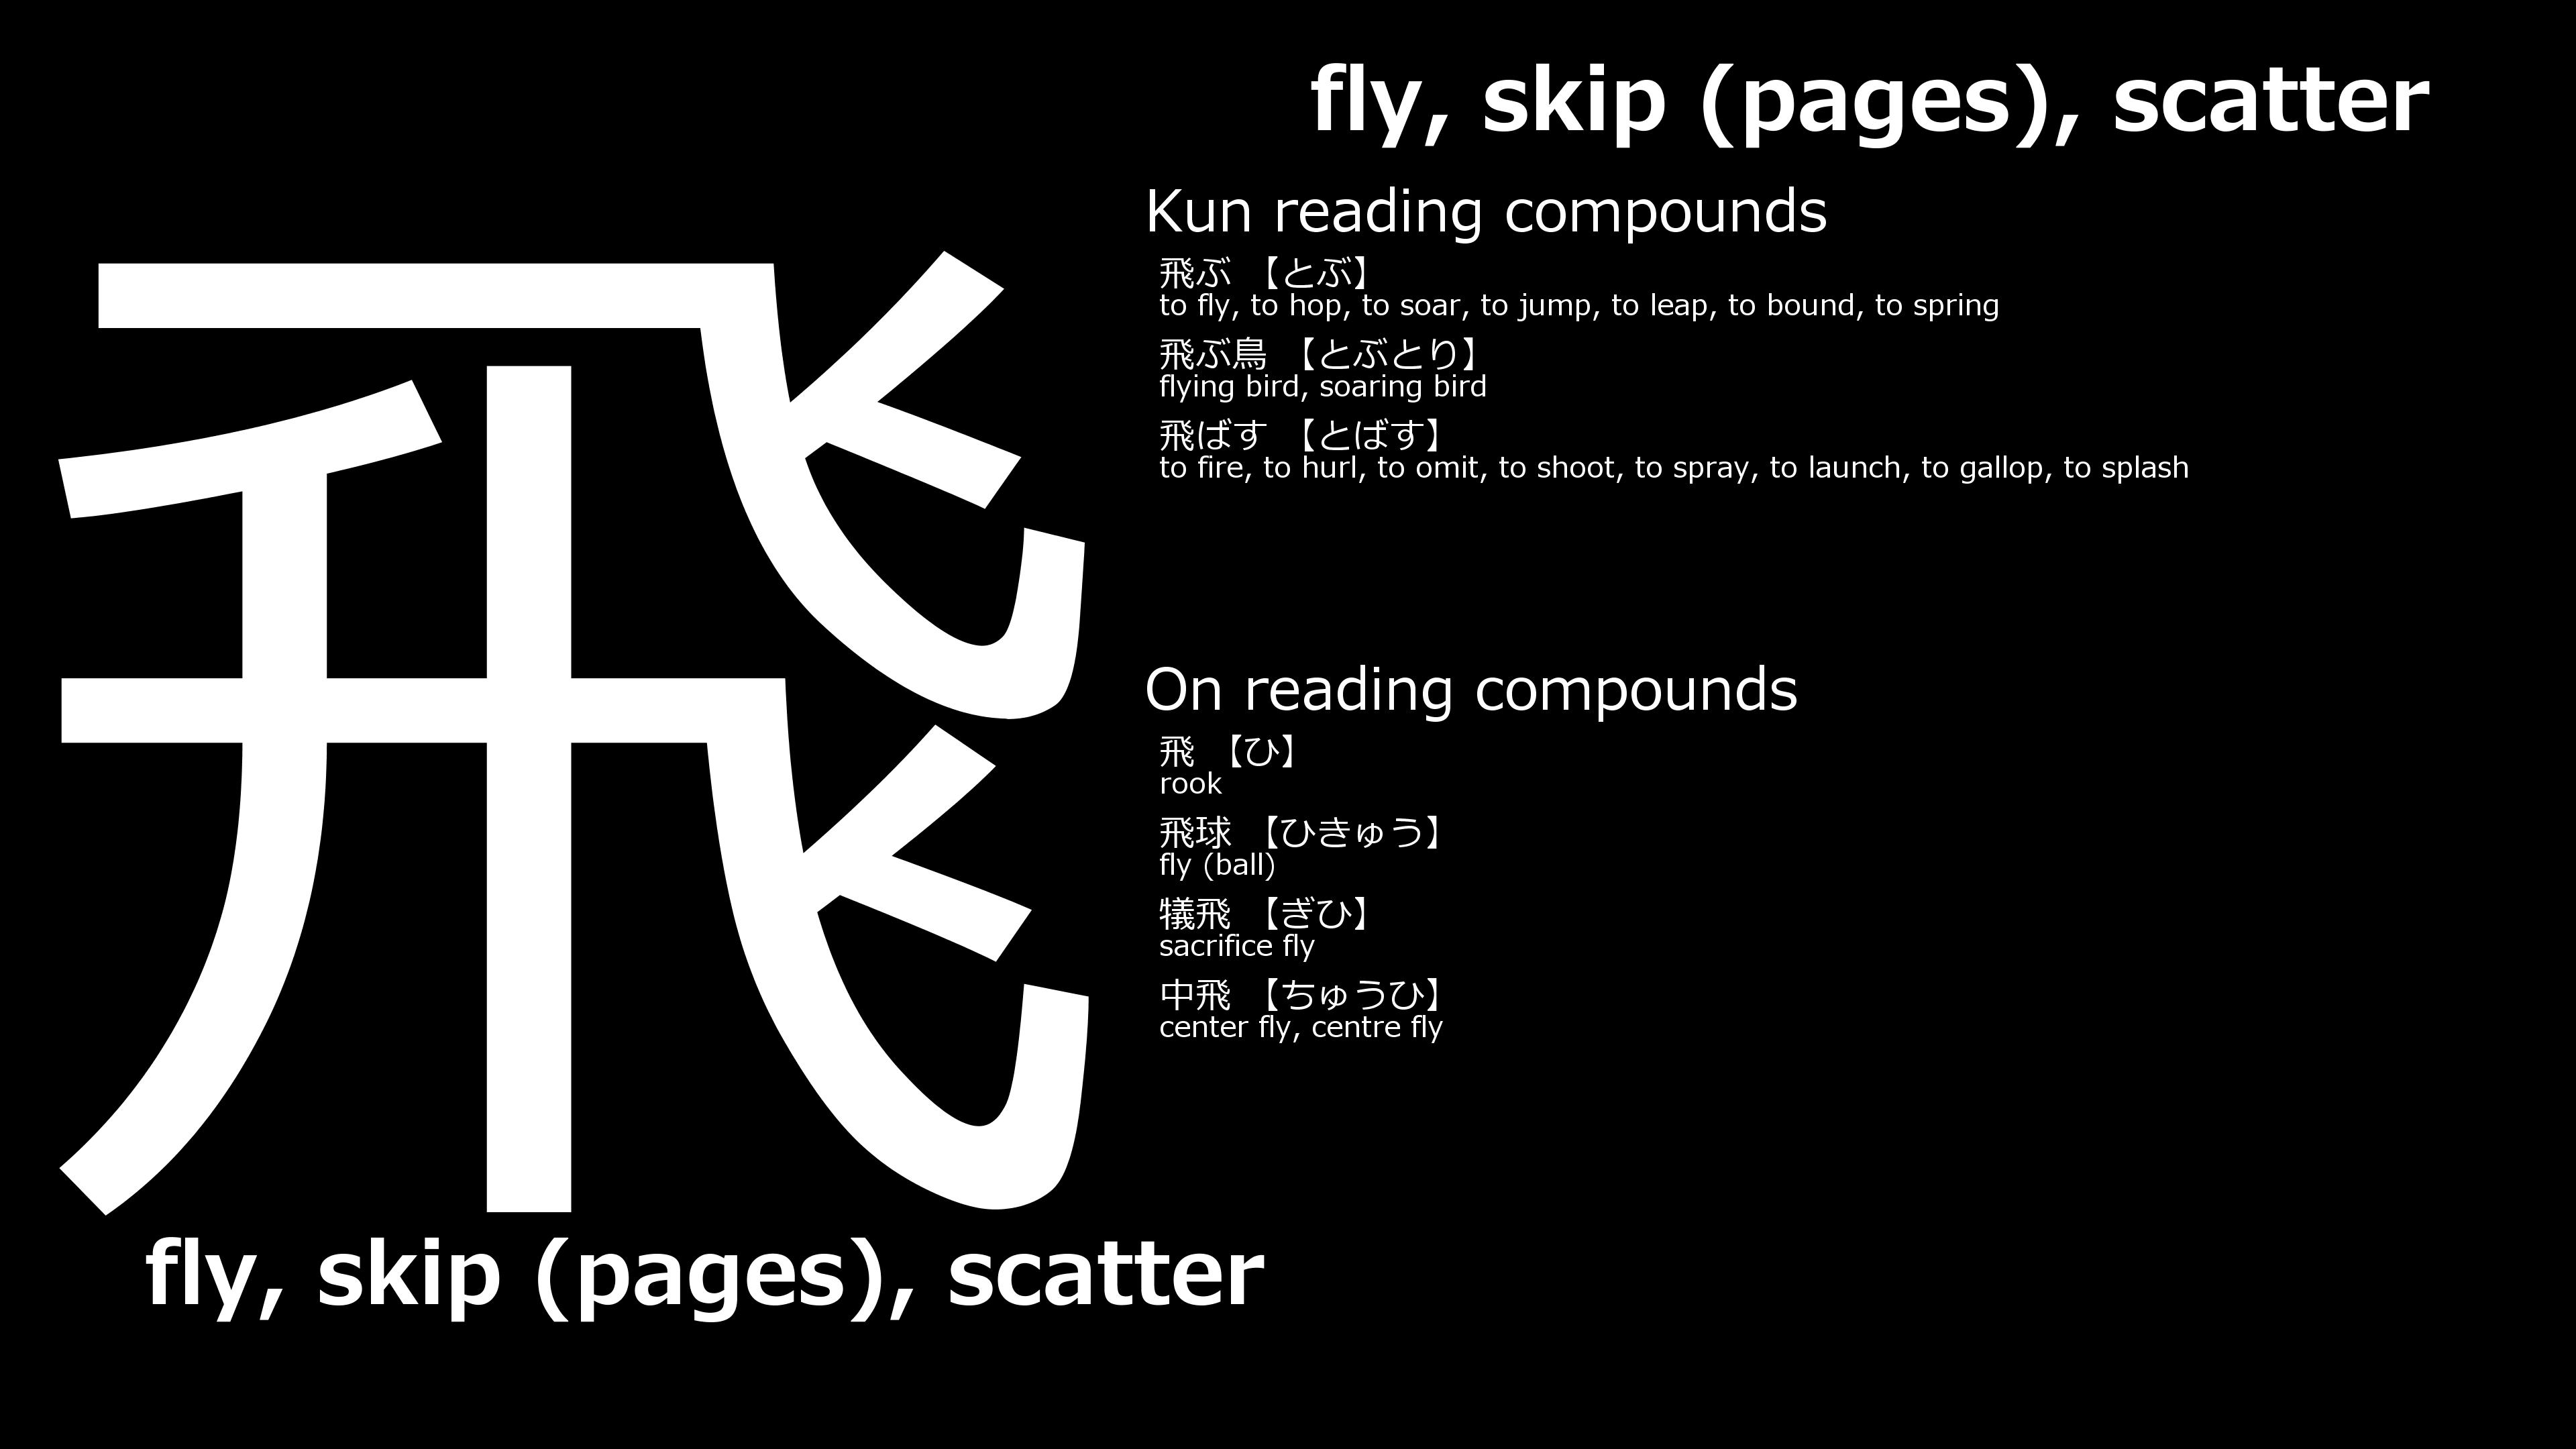 飛
fly, skip (pages), scatter
fly, skip (pages), scatter
Kun reading compounds
飛ぶ 【とぶ】
to fly, to hop, to soar, to jump, to leap, to bound, to spring
飛ぶ鳥 【とぶとり】
flying bird, soaring bird
飛ばす 【とばす】
to fire, to hurl, to omit, to shoot, to spray, to launch, to gallop, to splash
On reading compounds
飛 【ひ】
rook
飛球 【ひきゅう】
fly (ball)
犠飛 【ぎひ】
sacrifice fly
中飛 【ちゅうひ】
center fly, centre fly